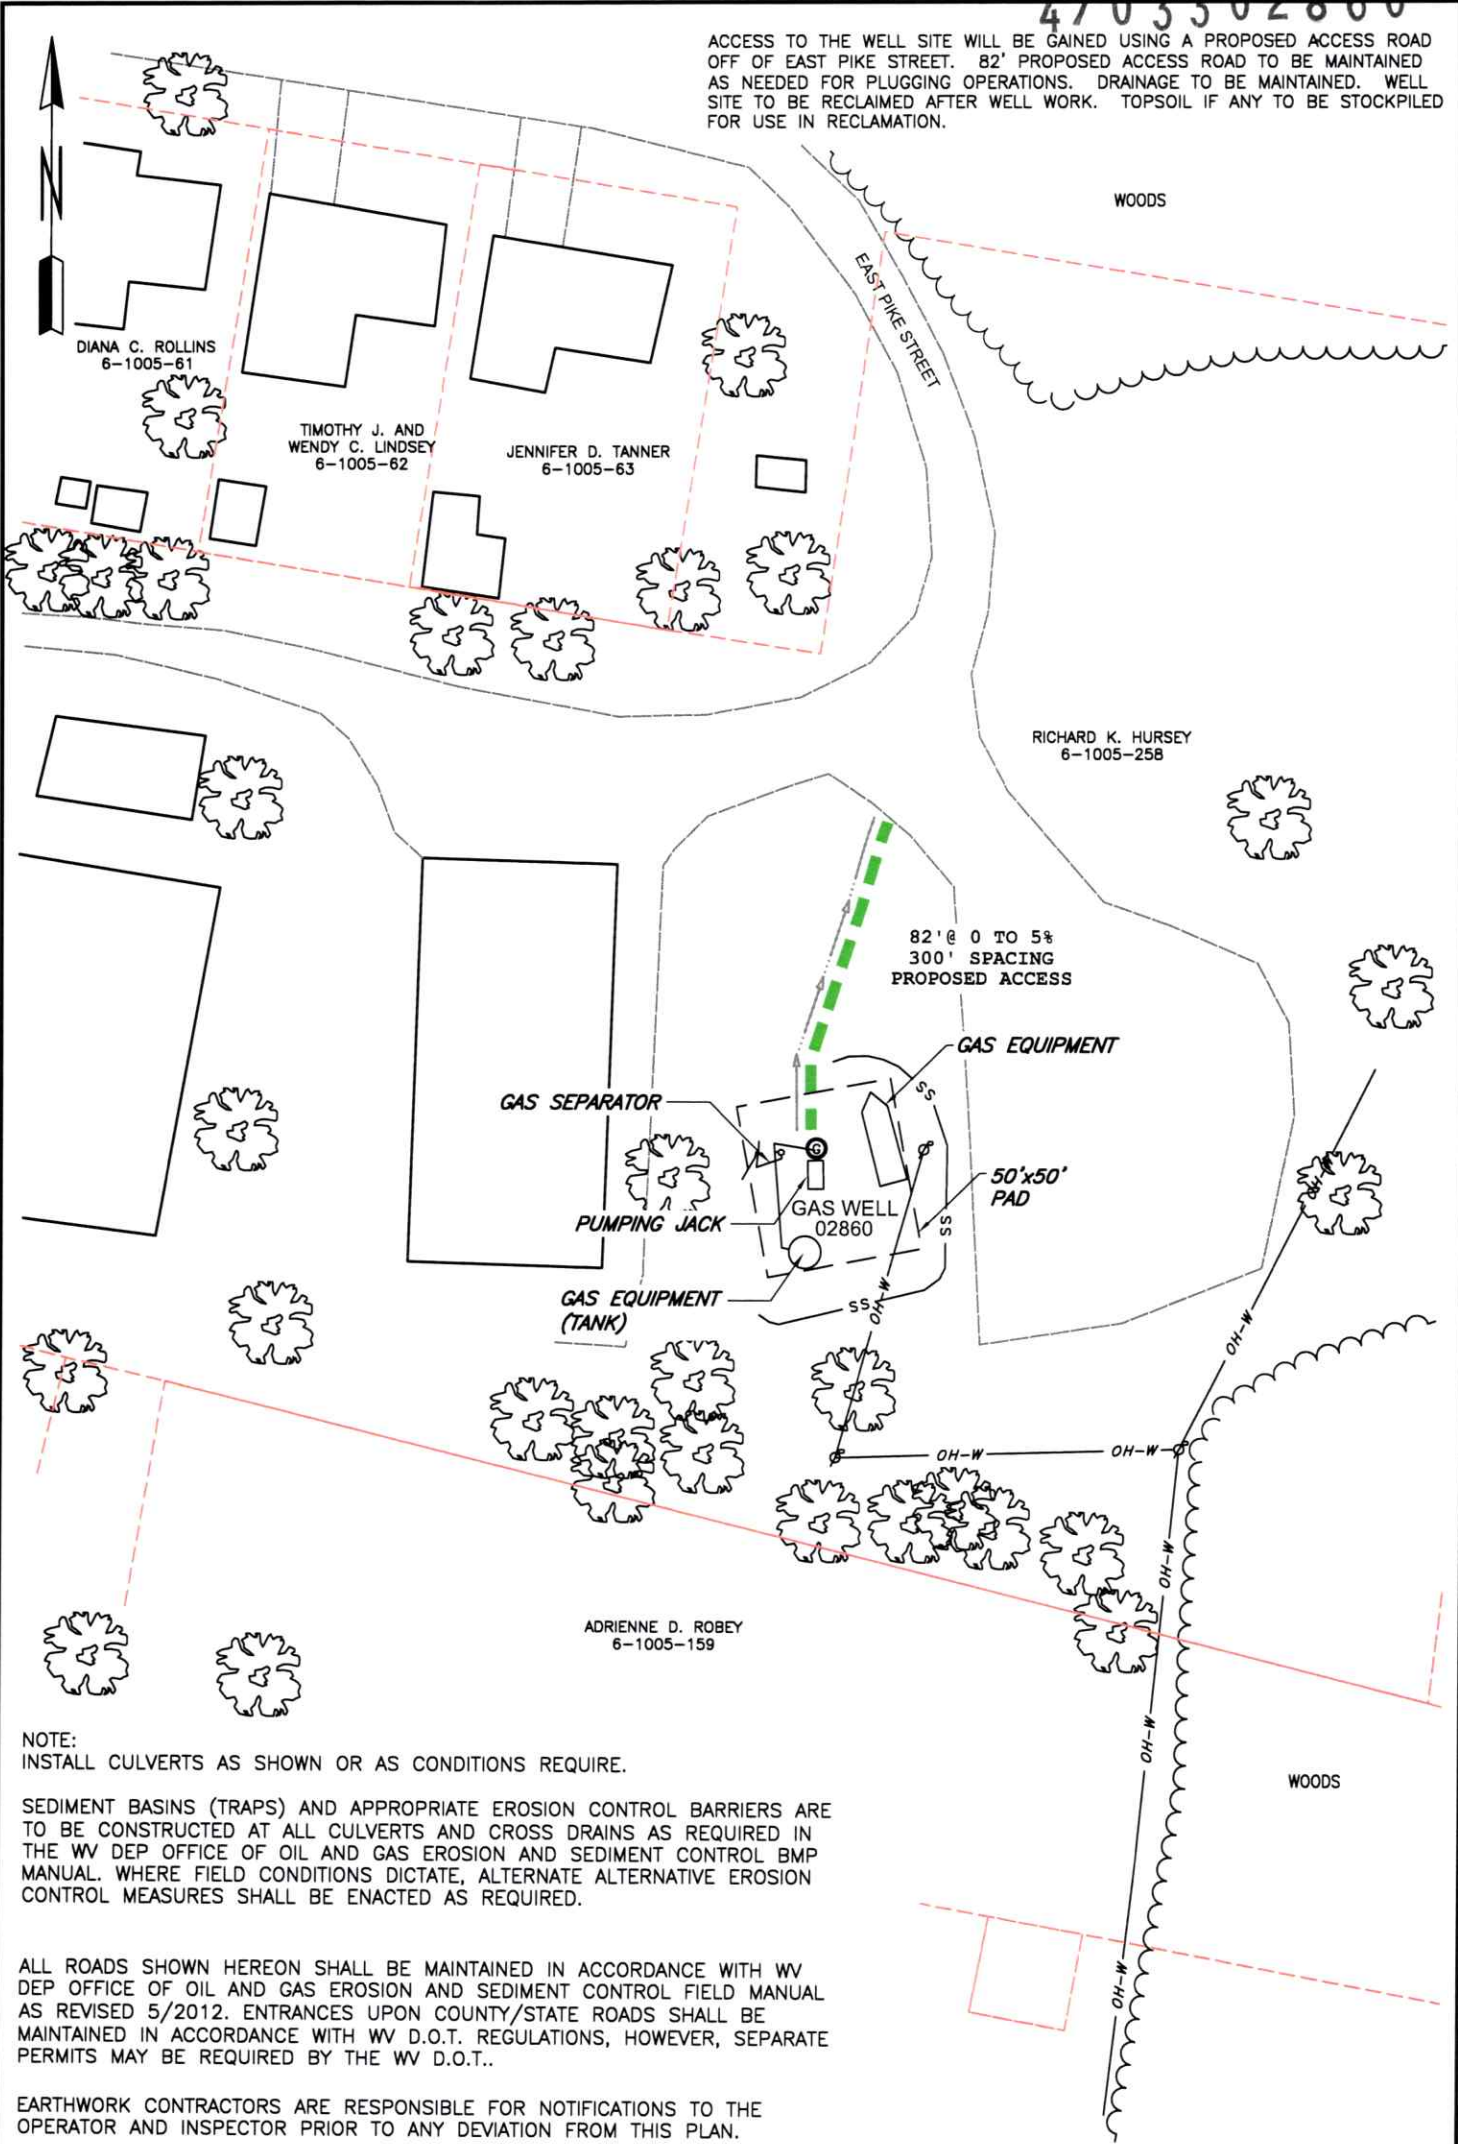 4703302860
ACCESS TO THE WELL SITE WILL BE GAINED USING A PROPOSED ACCESS ROAD
OFF OF EAST PIKE STREET. 82' PROPOSED ACCESS ROAD TO BE MAINTAINED
AS NEEDED FOR PLUGGING OPERATIONS. DRAINAGE TO BE MAINTAINED. WELL
SITE TO BE RECLAIMED AFTER WELL WORK. TOPSOIL IF ANY TO BE STOCKPILED
FOR USE IN RECLAMATION.
N
WOODS
EAST PIKE STREET
DIANA C. ROLLINS
6-1005-61
TIMOTHY J. AND
WENDY C. LINDSEY
6-1005-62
JENNIFER D. TANNER
6-1005-63
RICHARD K. HURSEY
6-1005-258
82'@ 0 TO 5%
300' SPACING
PROPOSED ACCESS
GAS EQUIPMENT
SS
GAS SEPARATOR
G
50'x50'
PAD
PUMPING JACK
GAS WELL
02860
SS
OH-W
GAS EQUIPMENT
(TANK)
SS
OH-W
OH-W
OH-W
OH-W
OH-W
ADRIENNE D. ROBEY
6-1005-159
OH-W
WOODS
OH-W
NOTE:
INSTALL CULVERTS AS SHOWN OR AS CONDITIONS REQUIRE.
SEDIMENT BASINS (TRAPS) AND APPROPRIATE EROSION CONTROL BARRIERS ARE
TO BE CONSTRUCTED AT ALL CULVERTS AND CROSS DRAINS AS REQUIRED IN
THE WV DEP OFFICE OF OIL AND GAS EROSION AND SEDIMENT CONTROL BMP
MANUAL. WHERE FIELD CONDITIONS DICTATE, ALTERNATE ALTERNATIVE EROSION
CONTROL MEASURES SHALL BE ENACTED AS REQUIRED.
ALL ROADS SHOWN HEREON SHALL BE MAINTAINED IN ACCORDANCE WITH WV
DEP OFFICE OF OIL AND GAS EROSION AND SEDIMENT CONTROL FIELD MANUAL
AS REVISED 5/2012. ENTRANCES UPON COUNTY/STATE ROADS SHALL BE
MAINTAINED IN ACCORDANCE WITH WV D.O.T. REGULATIONS, HOWEVER, SEPARATE
PERMITS MAY BE REQUIRED BY THE WV D.O.T..
EARTHWORK CONTRACTORS ARE RESPONSIBLE FOR NOTIFICATIONS TO THE
OPERATOR AND INSPECTOR PRIOR TO ANY DEVIATION FROM THIS PLAN.